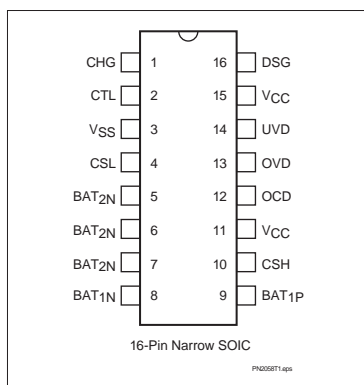 CHG 1 16 DSG
CTL 2 15 VCC
VSS 3 14 UVD
CSL 4 13 OVD
BAT2N 5 12 OCD
BAT2N 6 11 VCC
BAT2N 7 10 CSH
BAT1N 8 9 BAT1P
16-Pin Narrow SOIC
PN2058T1.eps